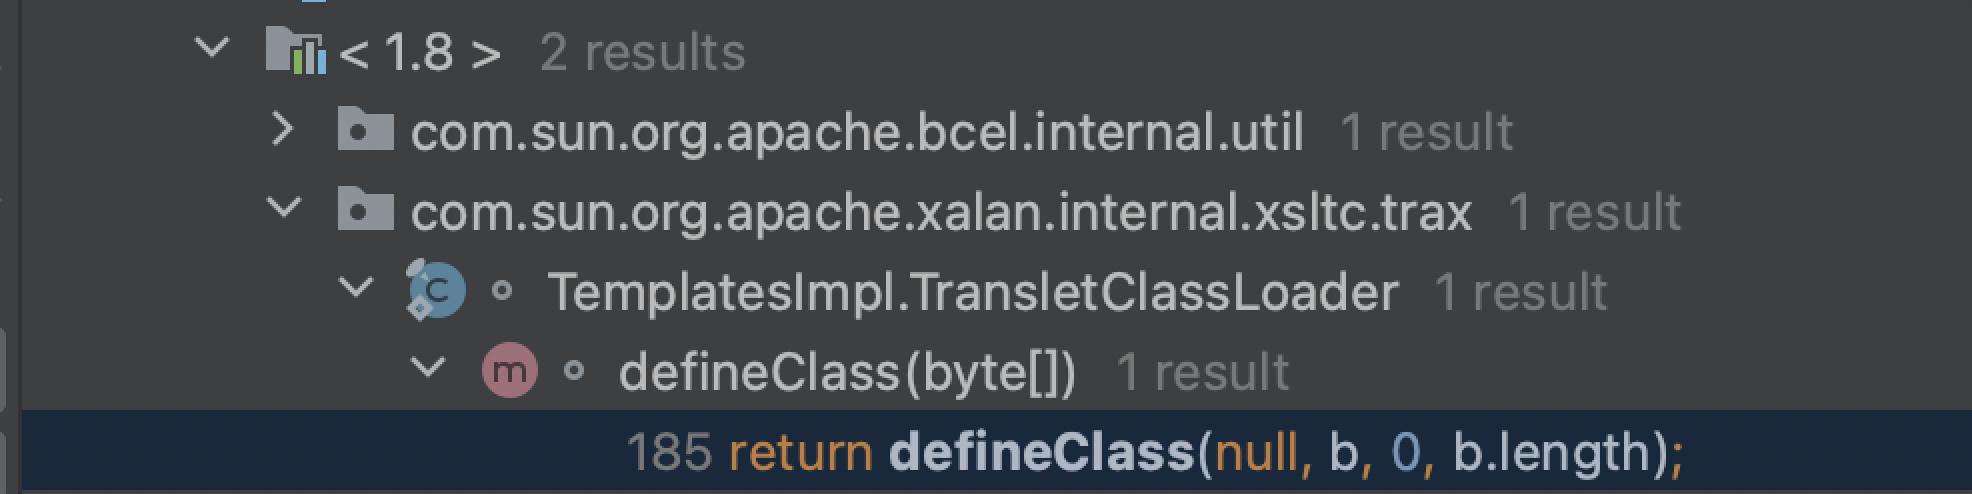 < 1.8 > 2 results
com.sun.org.apache.bcel.internal.util 1 result
com.sun.org.apache.xalan.internal.xsltc.trax 1 result
C TemplatesImpl.TransletClassLoader 1 result
m defineClass(byte[]) 1 result
185 return defineClass(null, b, 0, b.length);